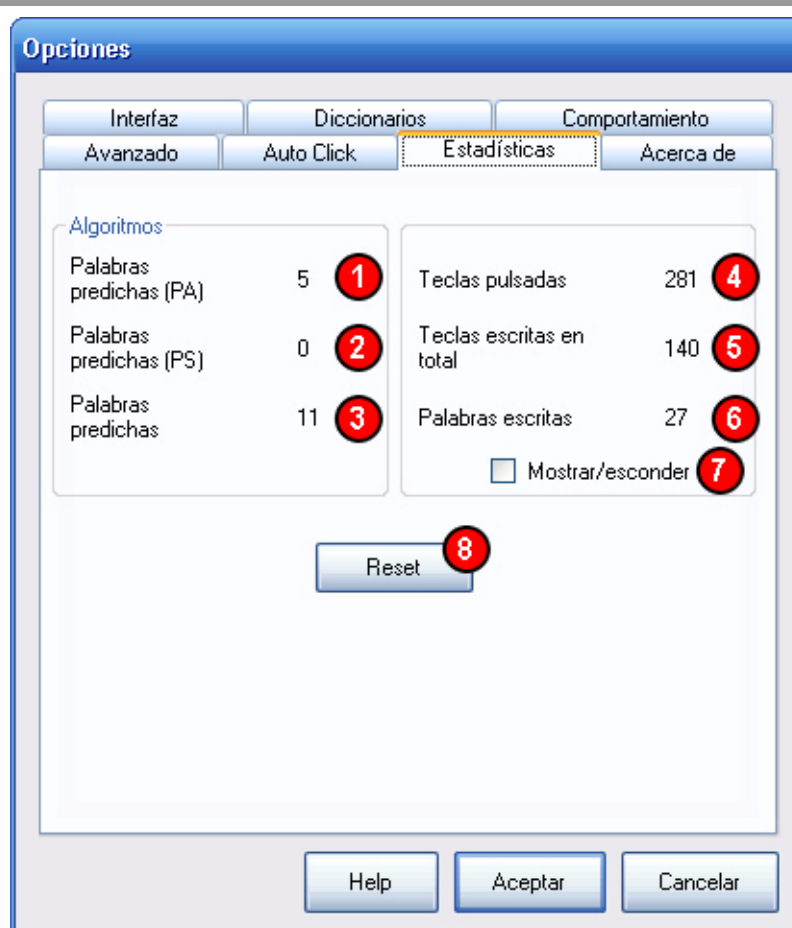 Opciones
Interfaz Diccionarios Comportamiento
Avanzado Auto Click Estadísticas Acerca de
Algoritmos
Palabras
predichas (PA) 5 1
Palabras
predichas (PS) 0 2
Palabras
predichas 11 3
Teclas pulsadas 281 4
Teclas escritas en
total 140 5
Palabras escritas 27 6
Mostrar/esconder 7
Reset 8
Help Aceptar Cancelar